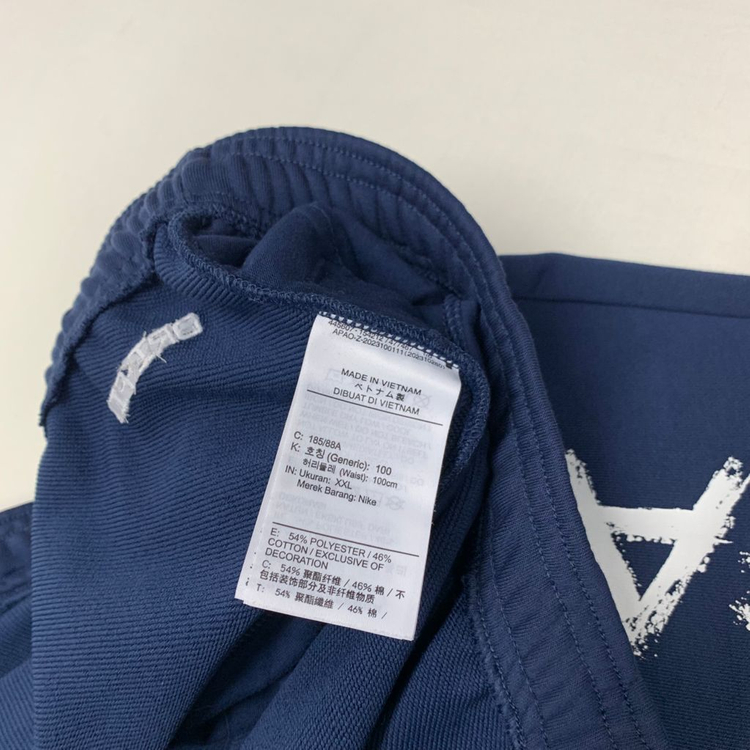 MADE IN VIETNAM
ベトナム製
DIBUAT DI VIETNAM
C: 185/88A
K: 호칭 (Generic): 100
허리둘레 (Waist): 100cm
IN: Ukuran: XXL
Merek Barang: Nike
E: 54% POLYESTER / 46%
COTTON / EXCLUSIVE OF
DECORATION
C: 54% 聚酯纤维 / 46% 棉 / 不
包括装饰部分及非纤维物质
T: 54% 聚酯纖維 / 46% 棉 /
A